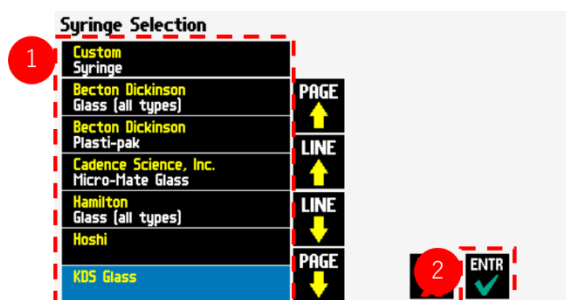 Syringe Selection
1
Custom
Syringe
Becton Dickinson
Glass (all types)
Becton Dickinson
Plasti-pak
Cadence Science, Inc.
Micro-Mate Glass
Hamilton
Glass (all types)
Hoshi
KDS Glass
PAGE
LINE
LINE
PAGE
2
ENTR